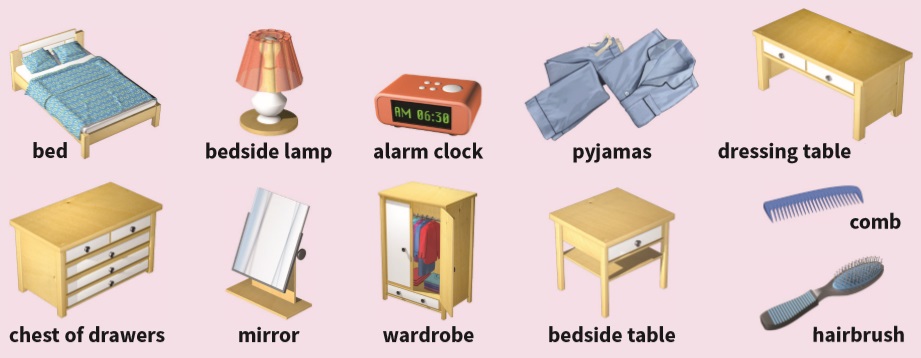 bed
bedside lamp
AM 06:30
alarm clock
pyjamas
dressing table
chest of drawers
mirror
wardrobe
bedside table
comb
hairbrush